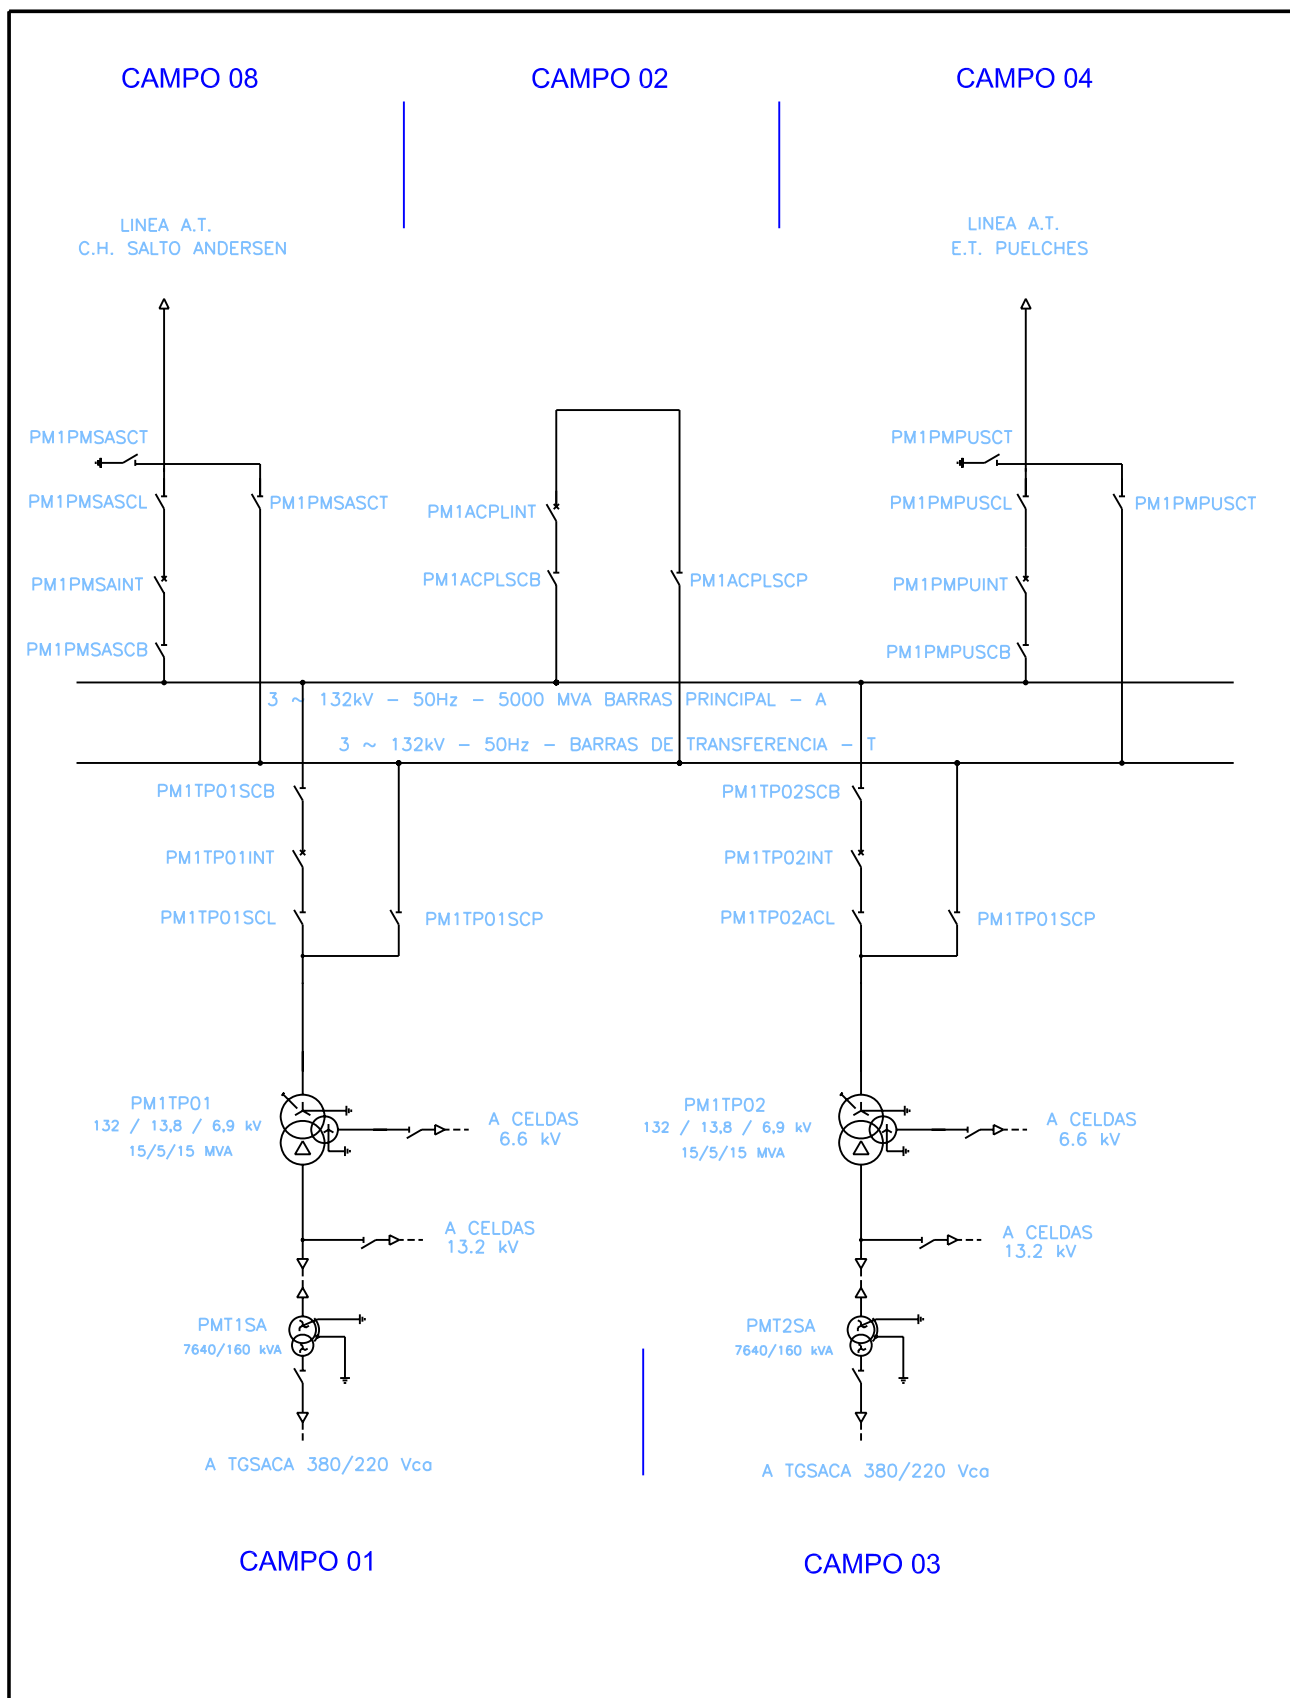 CAMPO 08
CAMPO 02
CAMPO 04
LINEA A.T.
C.H. SALTO ANDERSEN
LINEA A.T.
E.T. PUELCHES
PM1PMSASCT
PM1PMPUSCT
PM1PMSASCL
PM1PMSASCT
PM1ACPLINT
PM1PMPUSCL
PM1PMPUSCT
PM1PMSAINT
PM1ACPLSCB
PM1ACPLSCP
PM1PMPUINT
PM1PMSASCB
PM1PMPUSCB
3 ~ 132kV – 50Hz – 5000 MVA BARRAS PRINCIPAL – A
3 ~ 132kV – 50Hz – BARRAS DE TRANSFERENCIA – T
PM1TP01SCB
PM1TP02SCB
PM1TP01INT
PM1TP02INT
PM1TP01SCL
PM1TP01SCP
PM1TP02ACL
PM1TP01SCP
PM1TP01
132 / 13,8 / 6,9 kV
15/5/15 MVA
A CELDAS
6.6 kV
PM1TP02
132 / 13,8 / 6,9 kV
15/5/15 MVA
A CELDAS
6.6 kV
A CELDAS
13.2 kV
A CELDAS
13.2 kV
PMT1SA
7640/160 kVA
PMT2SA
7640/160 kVA
A TGSACA 380/220 Vca
A TGSACA 380/220 Vca
CAMPO 01
CAMPO 03